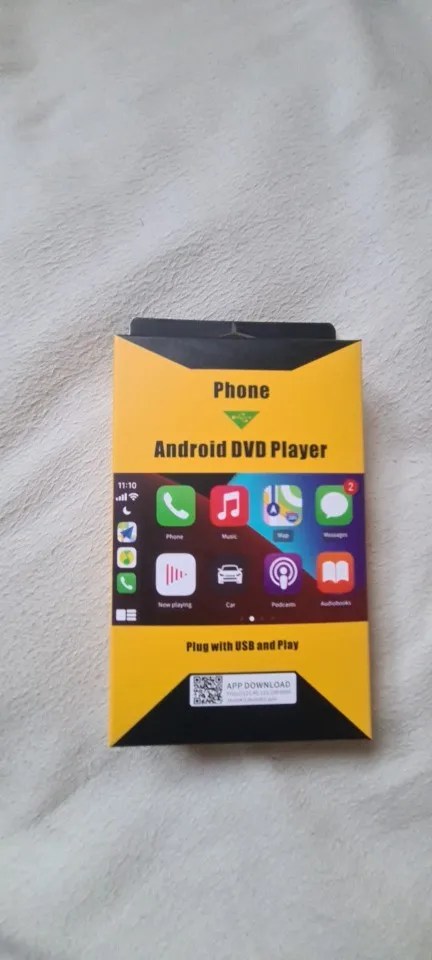 Phone
Android DVD Player
11:10
2
Phone
Music
Map
Messages
Now playing
Car
Podcasts
Audiobooks
Plug with USB and Play
APP DOWNLOAD